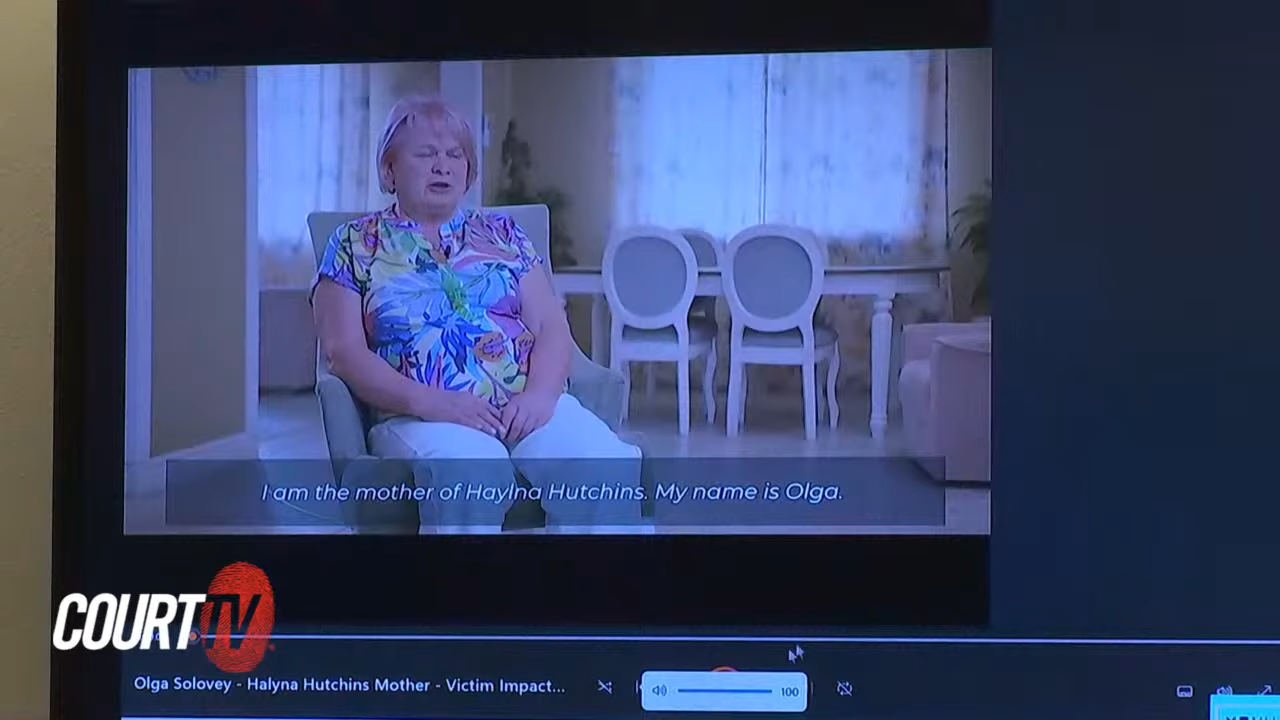 I am the mother of Haylna Hutchins. My name is Olga.
COURT TV
Olga Solovey - Halyna Hutchins Mother - Victim Impact...
100